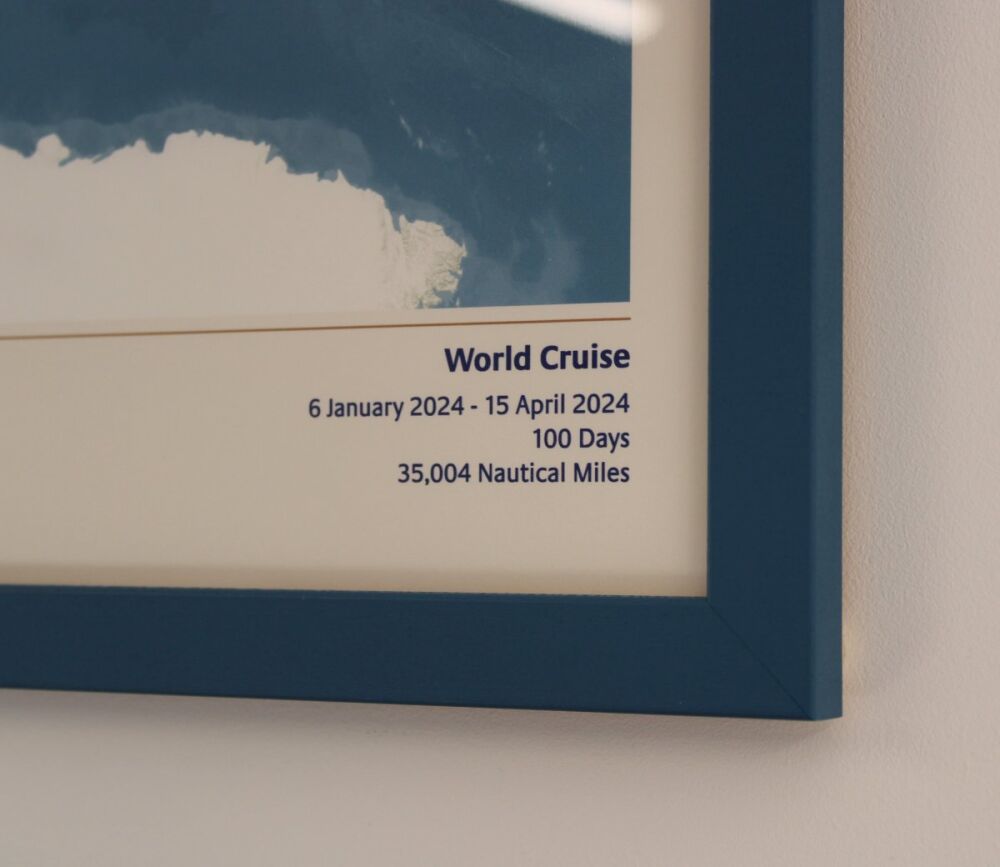 World Cruise
6 January 2024 - 15 April 2024
100 Days
35,004 Nautical Miles